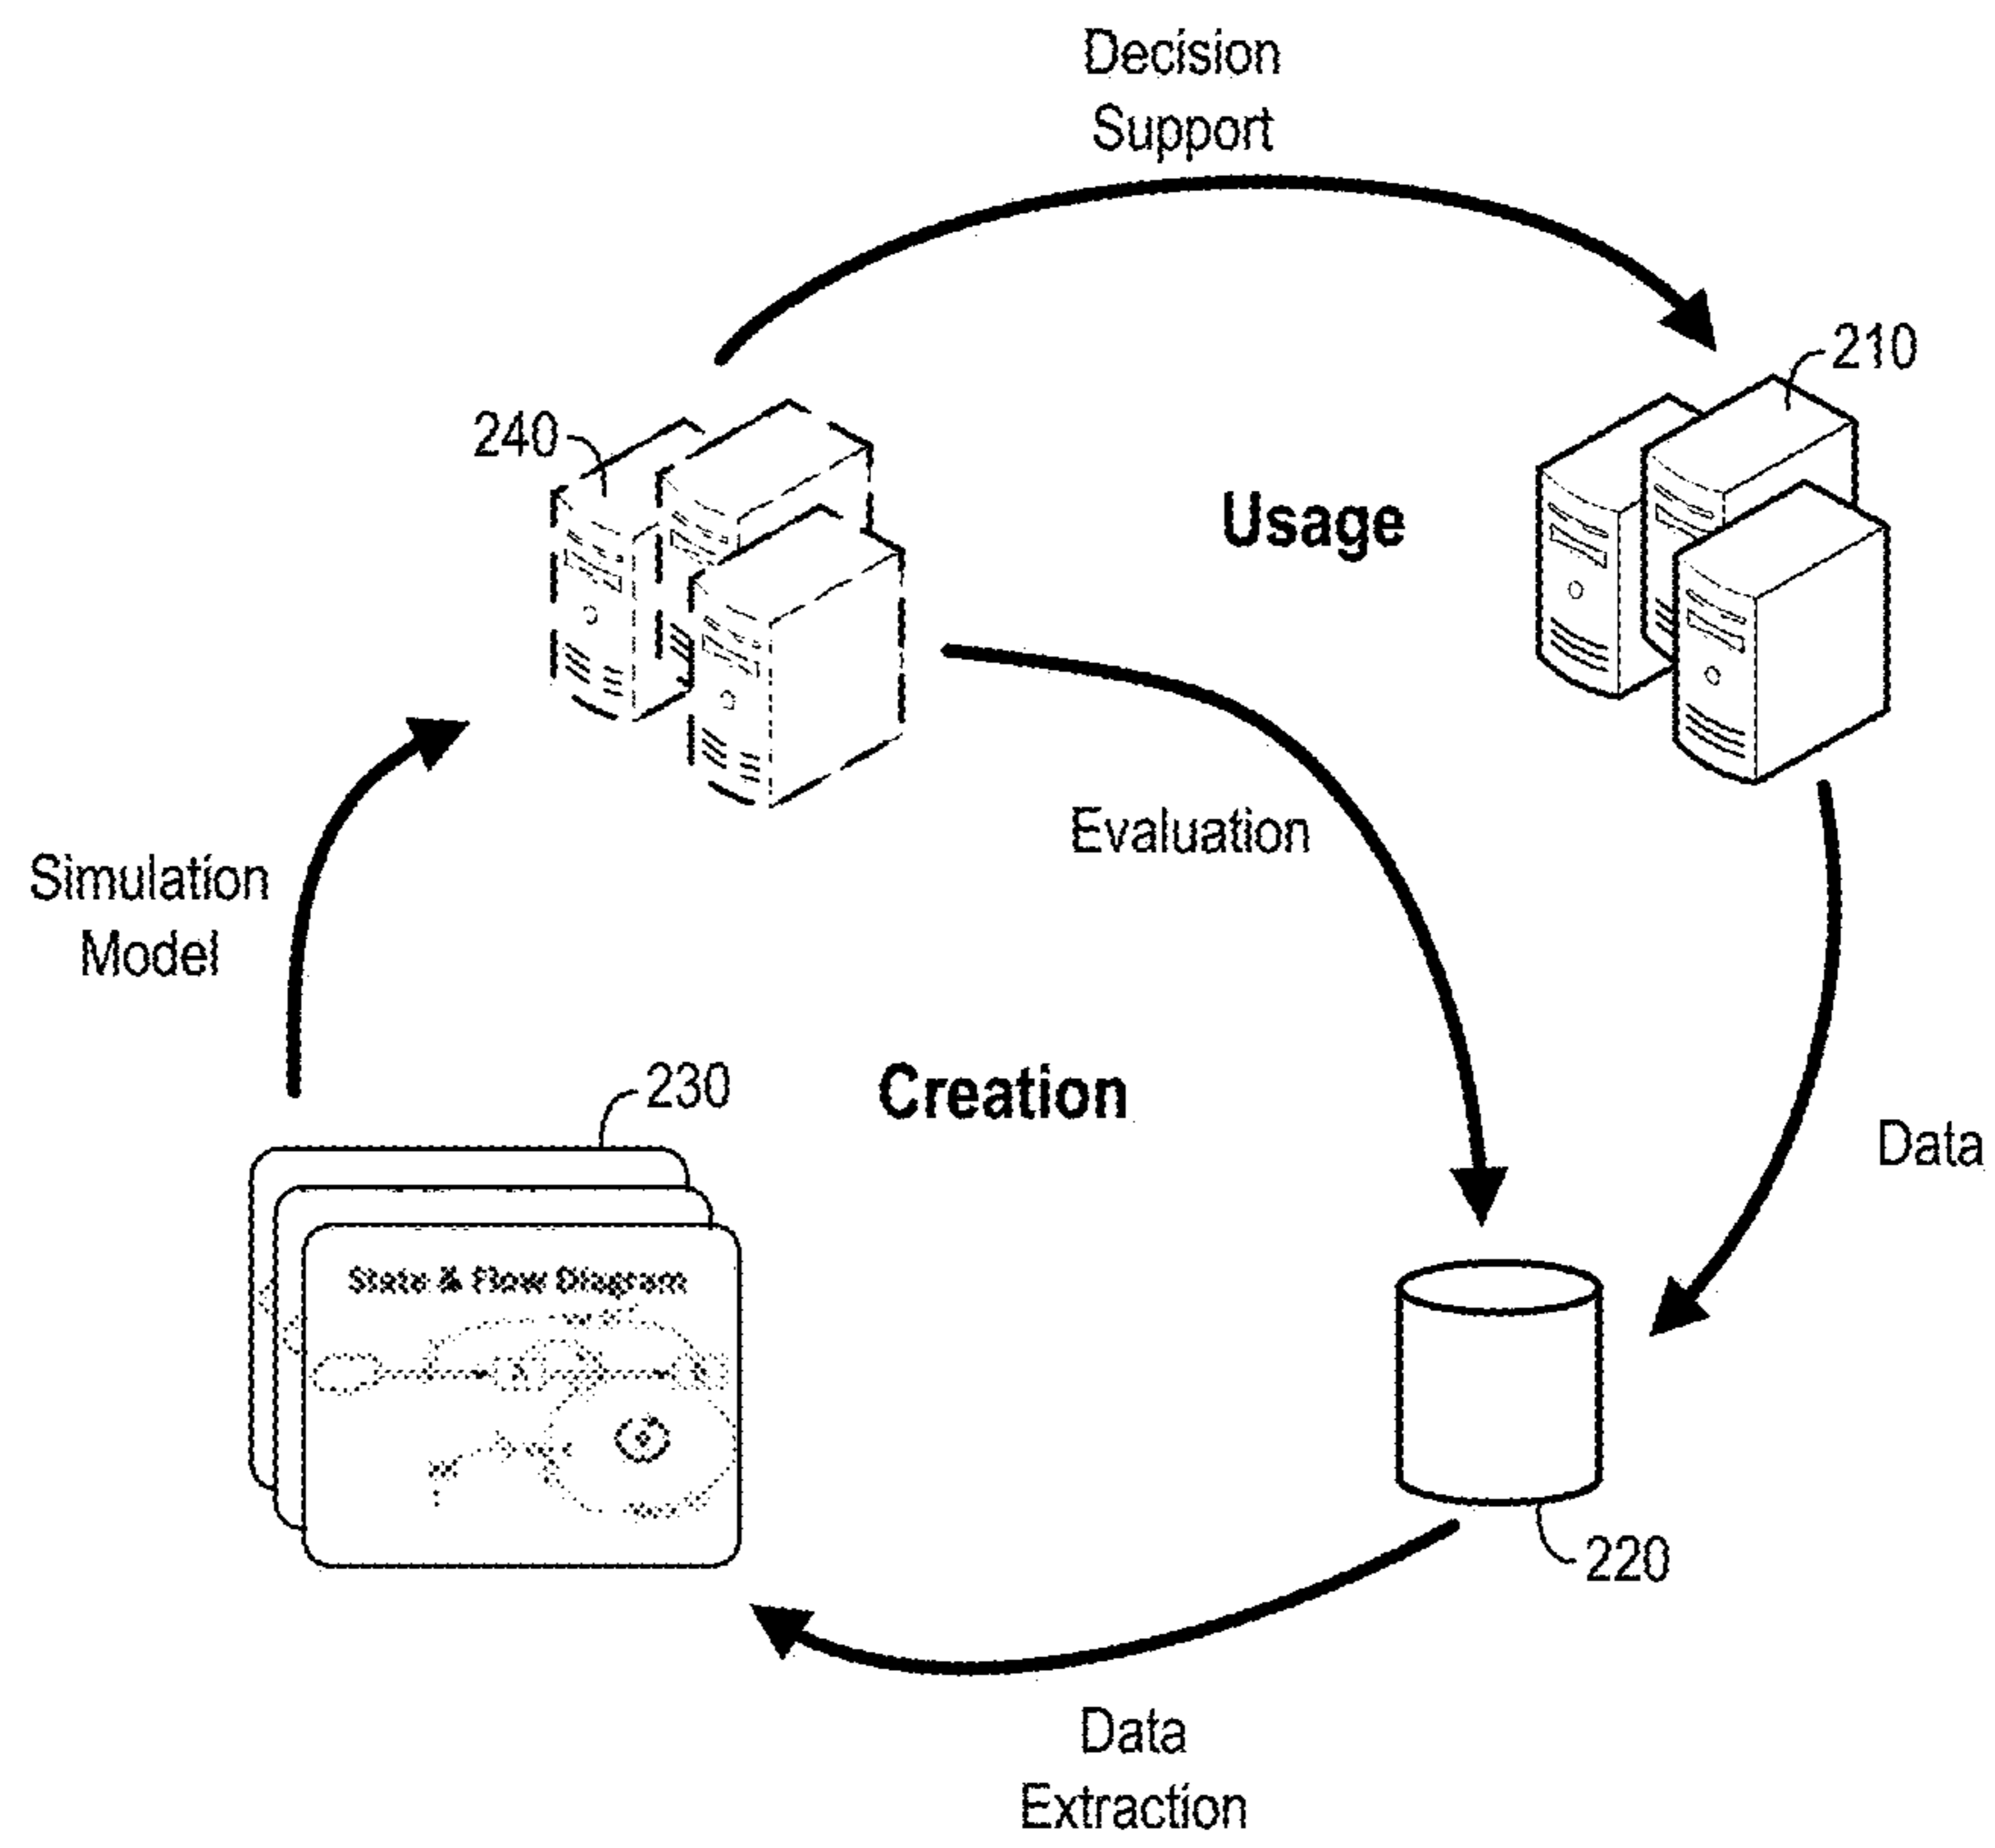 Decision
Support
210
240
Usage
Evaluation
Simulation
Model
230
Creation
Data
State & Flow Diagram
220
Data
Extraction